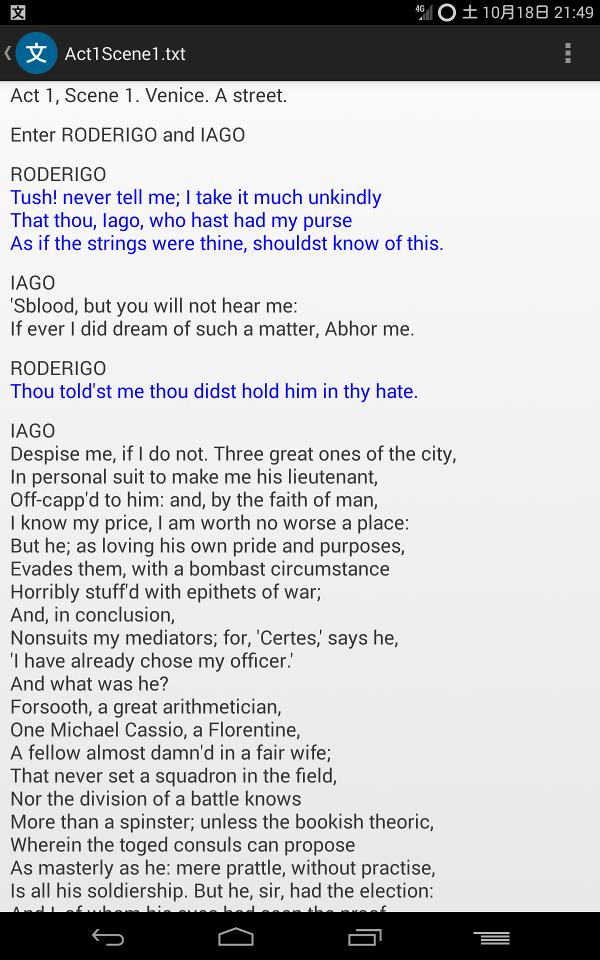 文
4G
土 10月18日 21:49
文
Act1Scene1.txt
Act 1, Scene 1. Venice. A street.
Enter RODERIGO and IAGO
RODERIGO
Tush! never tell me; I take it much unkindly
That thou, Iago, who hast had my purse
As if the strings were thine, shouldst know of this.
IAGO
'Sblood, but you will not hear me:
If ever I did dream of such a matter, Abhor me.
RODERIGO
Thou told'st me thou didst hold him in thy hate.
IAGO
Despise me, if I do not. Three great ones of the city,
In personal suit to make me his lieutenant,
Off-capp'd to him: and, by the faith of man,
I know my price, I am worth no worse a place:
But he; as loving his own pride and purposes,
Evades them, with a bombast circumstance
Horribly stuff'd with epithets of war;
And, in conclusion,
Nonsuits my mediators; for, 'Certes,' says he,
'I have already chose my officer.'
And what was he?
Forsooth, a great arithmetician,
One Michael Cassio, a Florentine,
A fellow almost damn'd in a fair wife;
That never set a squadron in the field,
Nor the division of a battle knows
More than a spinster; unless the bookish theoric,
Wherein the toged consuls can propose
As masterly as he: mere prattle, without practise,
Is all his soldiership. But he, sir, had the election:
And I, of whom his eyes had seen the proof